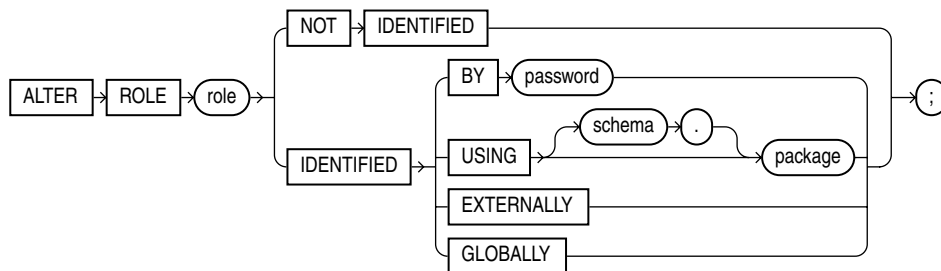 NOT IDENTIFIED
BY password
ALTER ROLE role ;
schema .
IDENTIFIED USING package
EXTERNALLY
GLOBALLY